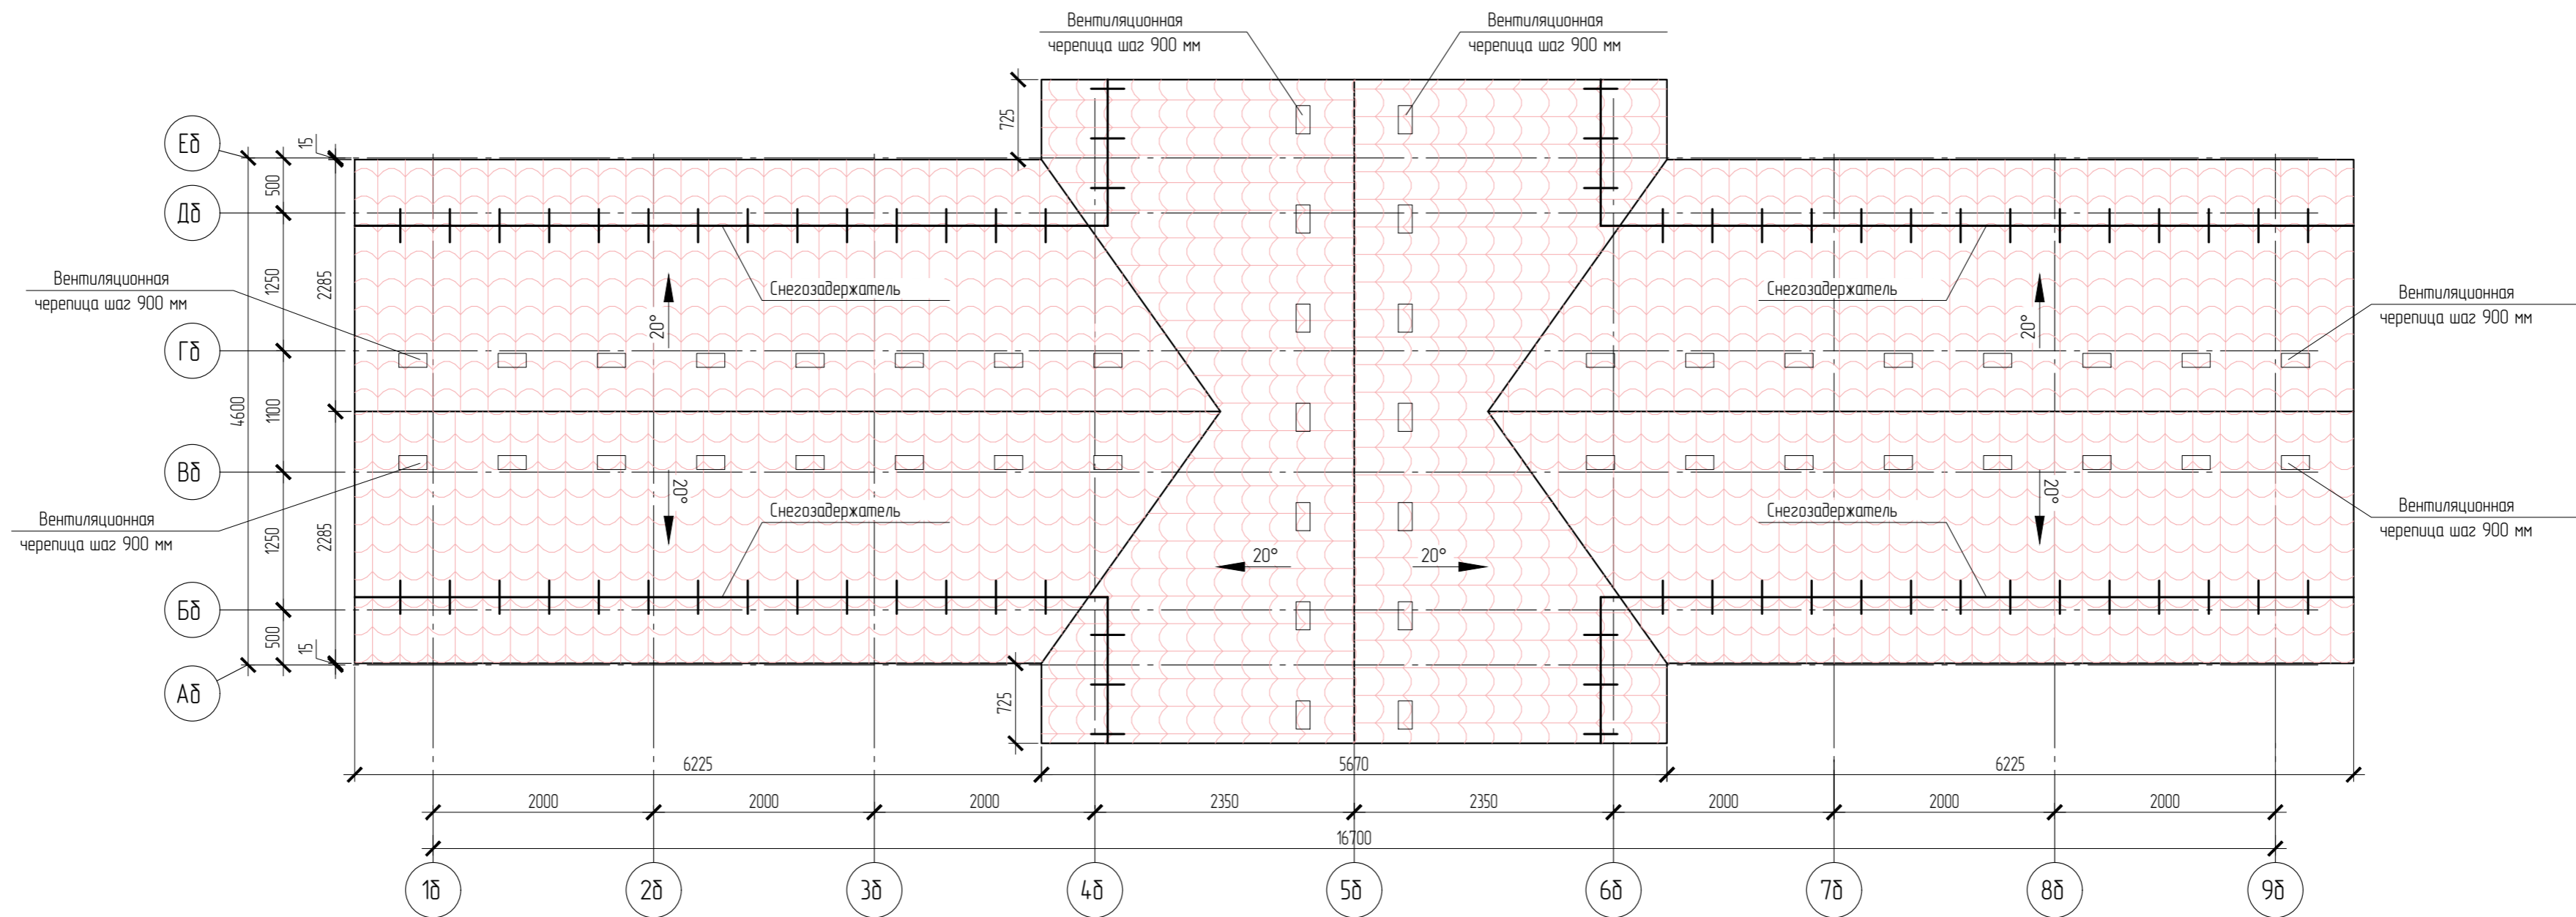 Вентиляционная
черепица шаг 900 мм
Вентиляционная
черепица шаг 900 мм
725
Еб
15
500
Дб
Вентиляционная
черепица шаг 900 мм
1250
2285
20°
Снегозадержатель
Снегозадержатель
20°
Вентиляционная
черепица шаг 900 мм
Гб
4600
1100
Вб
Вентиляционная
черепица шаг 900 мм
1250
2285
20°
Снегозадержатель
20°
20°
Снегозадержатель
20°
Вентиляционная
черепица шаг 900 мм
Бб
500
15
Аб
725
6225
5670
6225
2000
2000
2000
2350
2350
2000
2000
2000
16700
1б
2б
3б
4б
5б
6б
7б
8б
9б